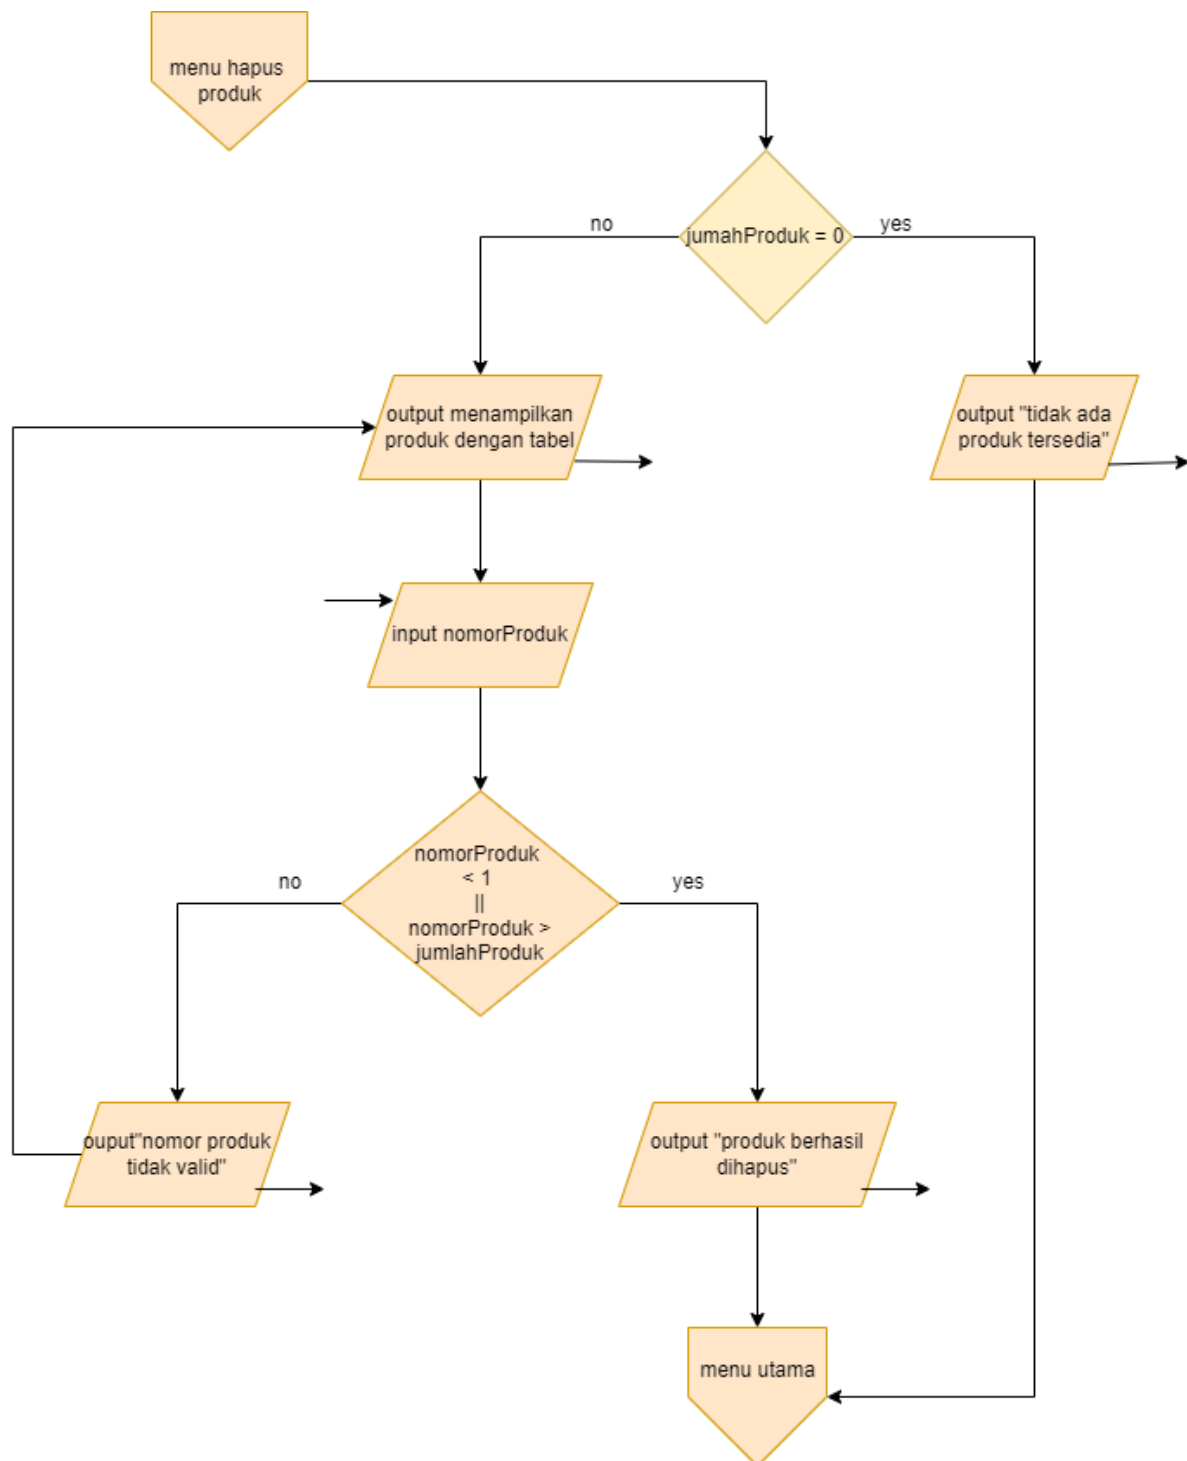 menu hapus
produk
no
yes
jumahProduk = 0
output menampilkan
produk dengan tabel
output "tidak ada
produk tersedia"
input nomorProduk
nomorProduk
< 1
||
nomorProduk >
jumlahProduk
no
yes
ouput"nomor produk
tidak valid"
output "produk berhasil
dihapus"
menu utama